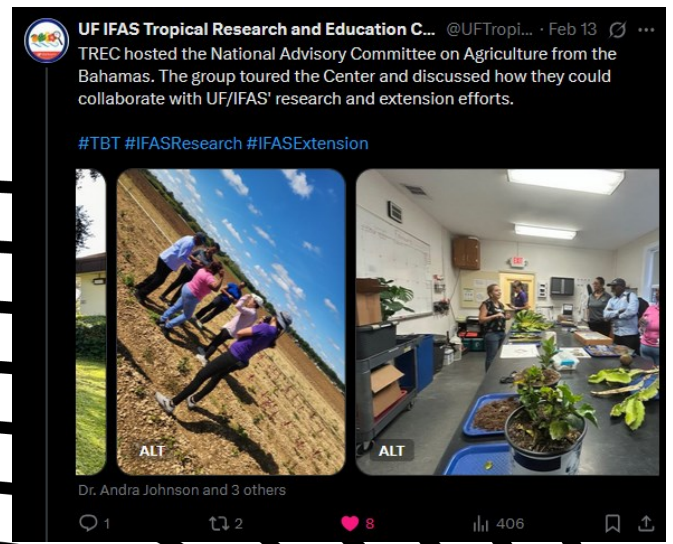 UF IFAS Tropical Research and Education C... @UFTropi... · Feb 13
TREC hosted the National Advisory Committee on Agriculture from the
Bahamas. The group toured the Center and discussed how they could
collaborate with UF/IFAS' research and extension efforts.
#TBT #IFASResearch #IFASExtension
EXIT
ALT
ALT
Dr. Andra Johnson and 3 others
1 2 8 406